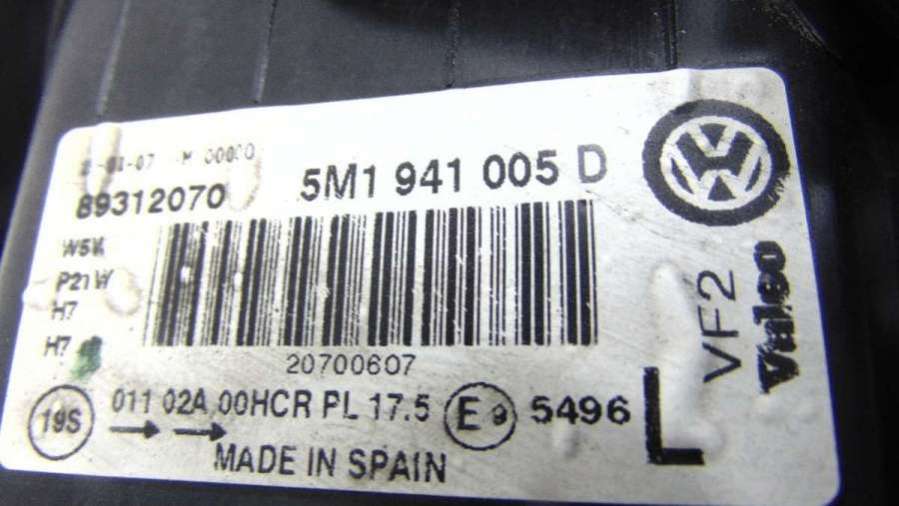 5M1 941 005 D
89312070
W5W
P21W
H7
H7
20700607
VF2
Valeo
19S
011 02A 00HCR PL 17.5
E 9
5496
L
MADE IN SPAIN